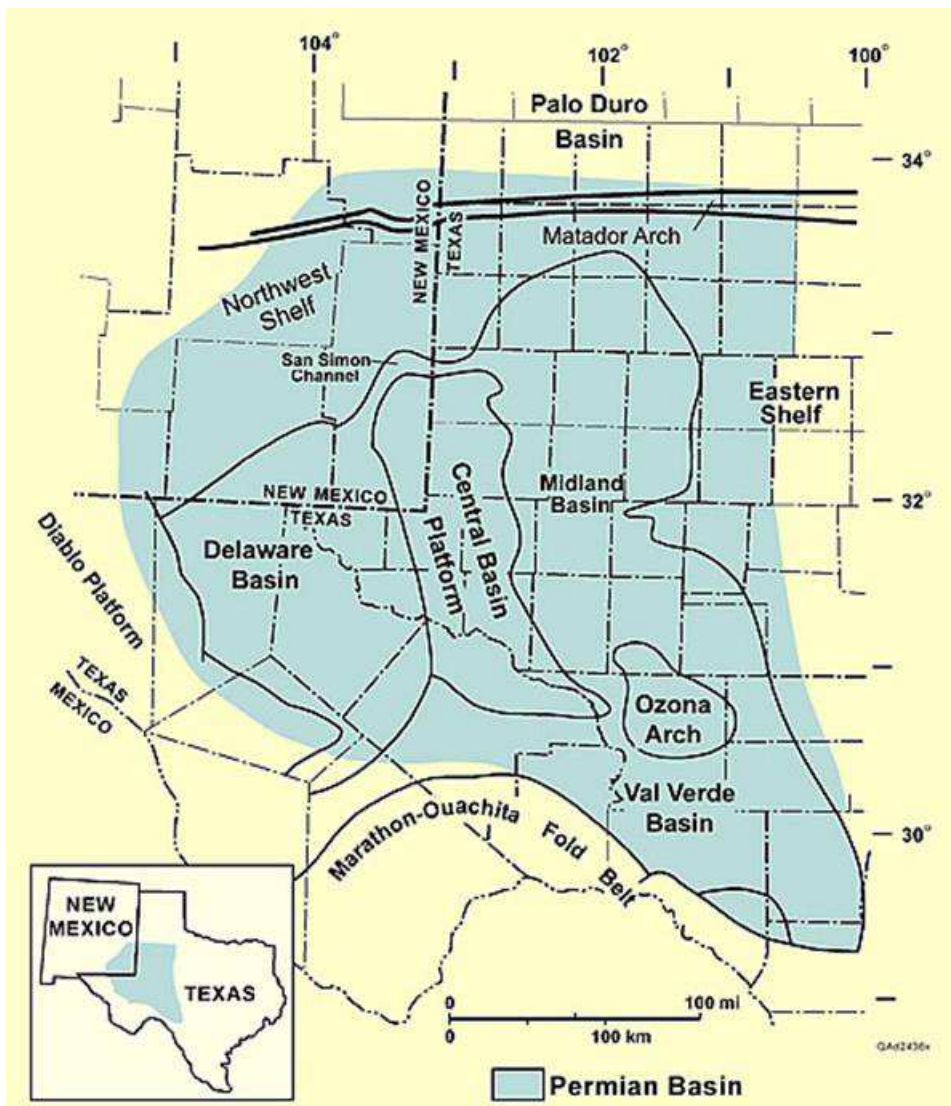 104°
102°
100°
Palo Duro
Basin
34°
NEW MEXICO
TEXAS
Matador Arch
Northwest
Shelf
San Simon
Channel
Eastern
Shelf
Central Basin
Platform
Midland
Basin
32°
NEW MEXICO
TEXAS
Delaware
Basin
Diablo Platform
TEXAS
MEXICO
Ozona
Arch
Val Verde
Basin
30°
Marathon-Ouachita Fold Belt
NEW
MEXICO
TEXAS
0 100 mi
0 100 km
QAd2436x
Permian Basin